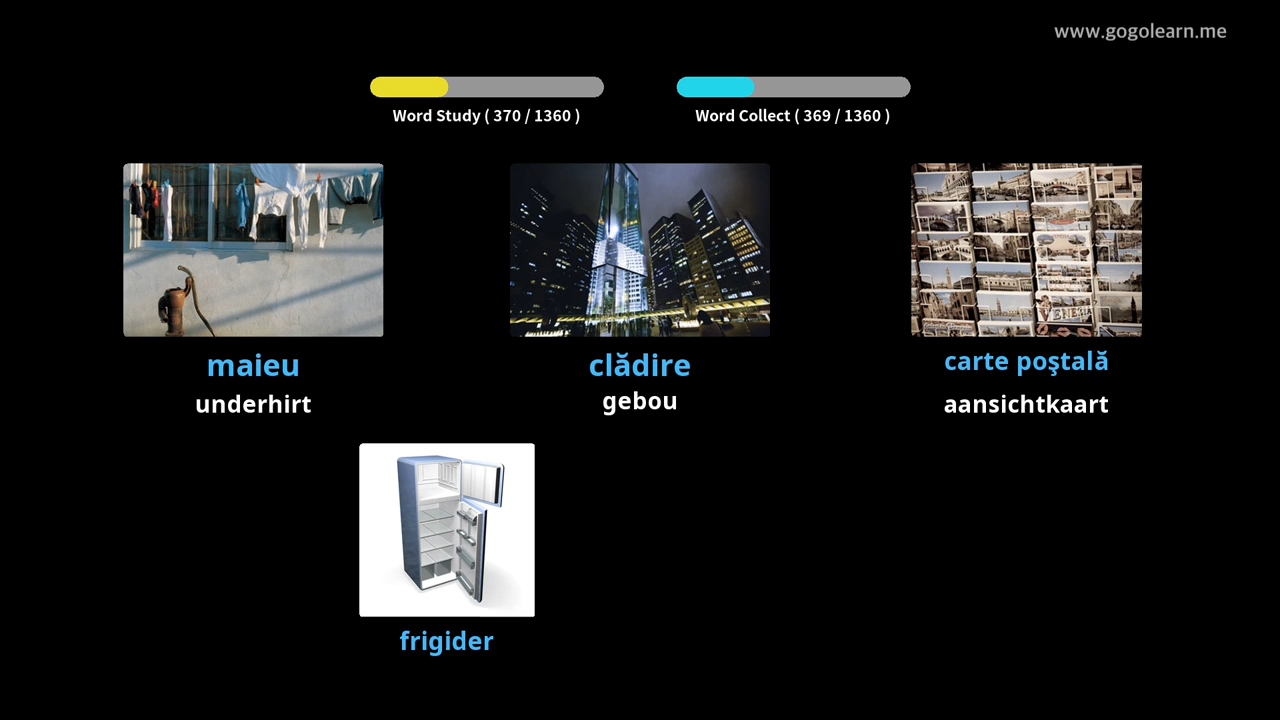 www.gogolearn.me
Word Study ( 370 / 1360 )
Word Collect ( 369 / 1360 )
VENEZIA
maieu
clădire
carte poştală
underhirt
gebou
aansichtkaart
frigider